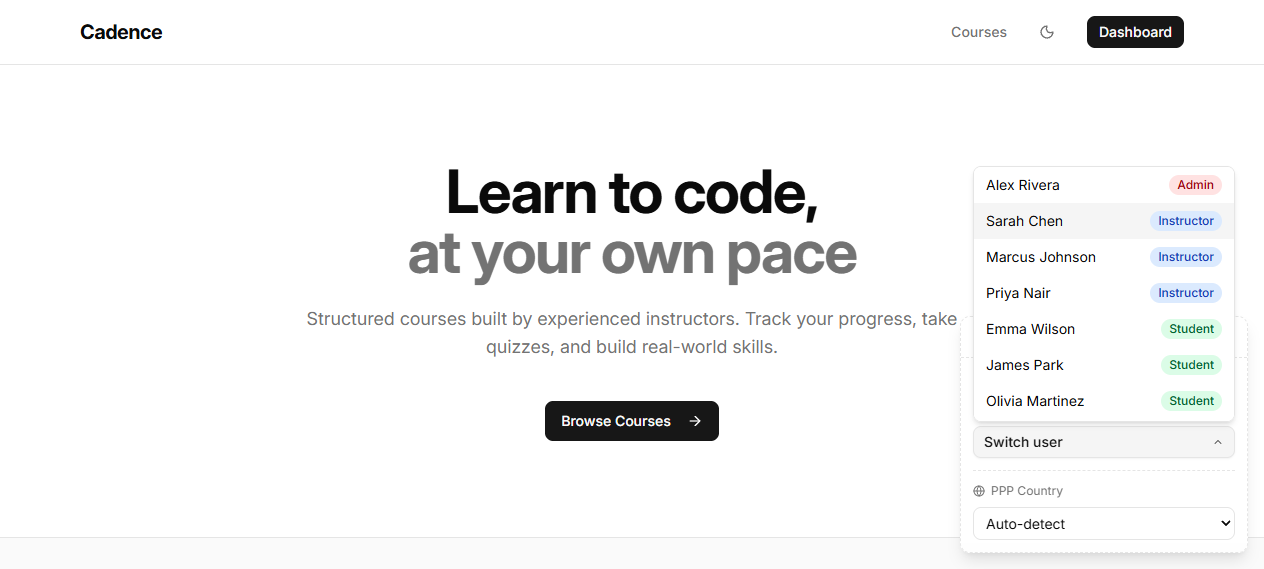 Cadence
Courses
Dashboard
Learn to code,
at your own pace
Structured courses built by experienced instructors. Track your progress, take
quizzes, and build real-world skills.
Browse Courses
Alex Rivera Admin
Sarah Chen Instructor
Marcus Johnson Instructor
Priya Nair Instructor
Emma Wilson Student
James Park Student
Olivia Martinez Student
Switch user
PPP Country
Auto-detect